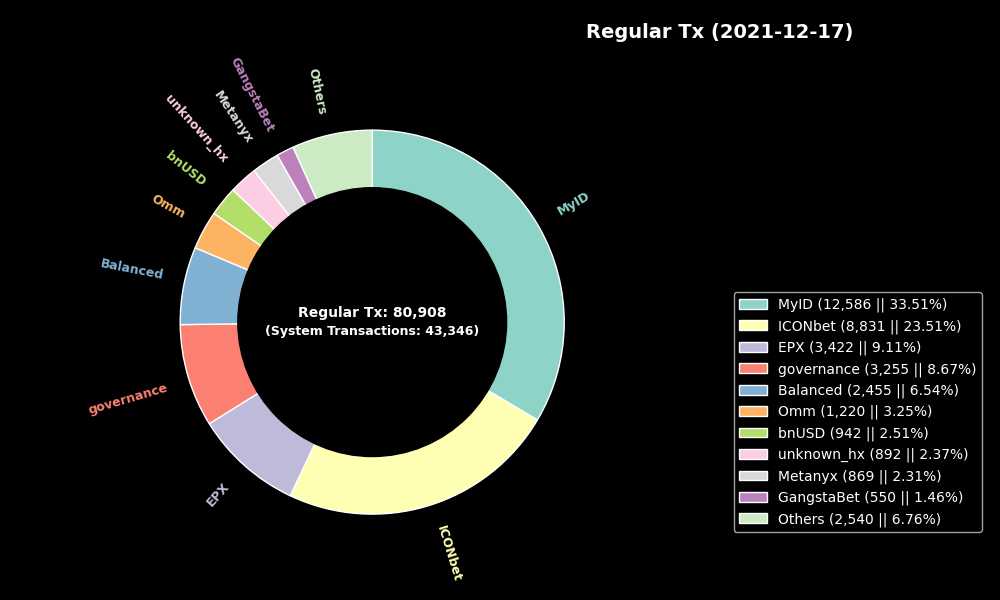 Regular Tx (2021-12-17)
Others
GangstaBet
Metanyx
unknown_hx
bnUSD
Omm
Balanced
governance
EPX
ICONbet
MyID
Regular Tx: 80,908
(System Transactions: 43,346)
MyID (12,586 || 33.51%)
ICONbet (8,831 || 23.51%)
EPX (3,422 || 9.11%)
governance (3,255 || 8.67%)
Balanced (2,455 || 6.54%)
Omm (1,220 || 3.25%)
bnUSD (942 || 2.51%)
unknown_hx (892 || 2.37%)
Metanyx (869 || 2.31%)
GangstaBet (550 || 1.46%)
Others (2,540 || 6.76%)